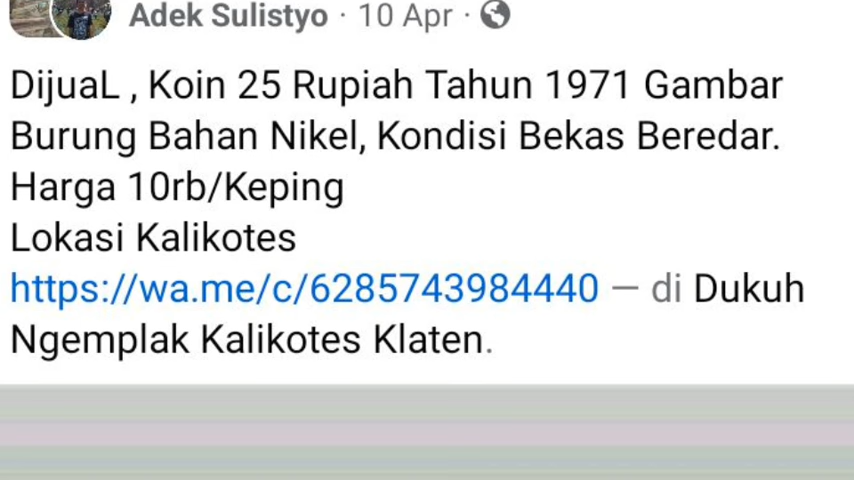 Adek Sulistyo · 10 Apr ·
DijuaL , Koin 25 Rupiah Tahun 1971 Gambar
Burung Bahan Nikel, Kondisi Bekas Beredar.
Harga 10rb/Keping
Lokasi Kalikotes
https://wa.me/c/6285743984440 — di Dukuh
Ngemplak Kalikotes Klaten.